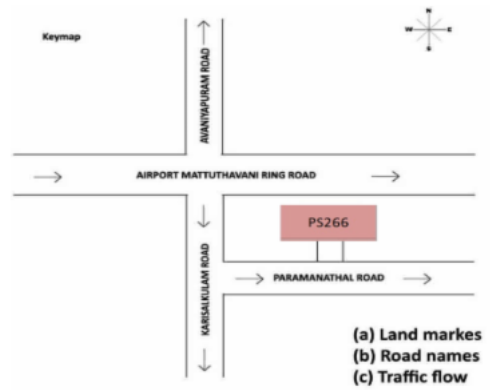 Keymap
N
W E
S
AVANIYAPURAM ROAD
AIRPORT MATTUTHAVANI RING ROAD
PS266
KARISALKULAM ROAD
PARAMANATHAL ROAD
(a) Land markes
(b) Road names
(c) Traffic flow